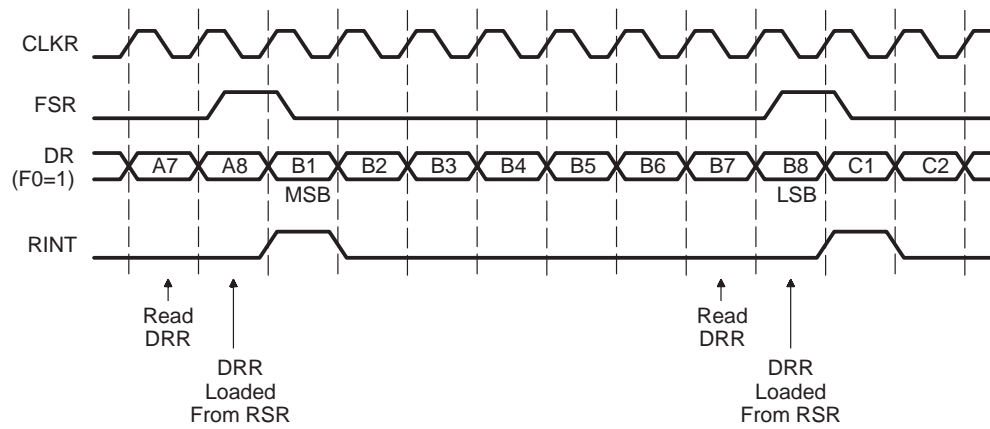 CLKR
FSR
DR
(F0=1)
A7 A8 B1 B2 B3 B4 B5 B6 B7 B8 C1 C2
MSB LSB
RINT
Read
DRR
Read
DRR
DRR
Loaded
From RSR
DRR
Loaded
From RSR